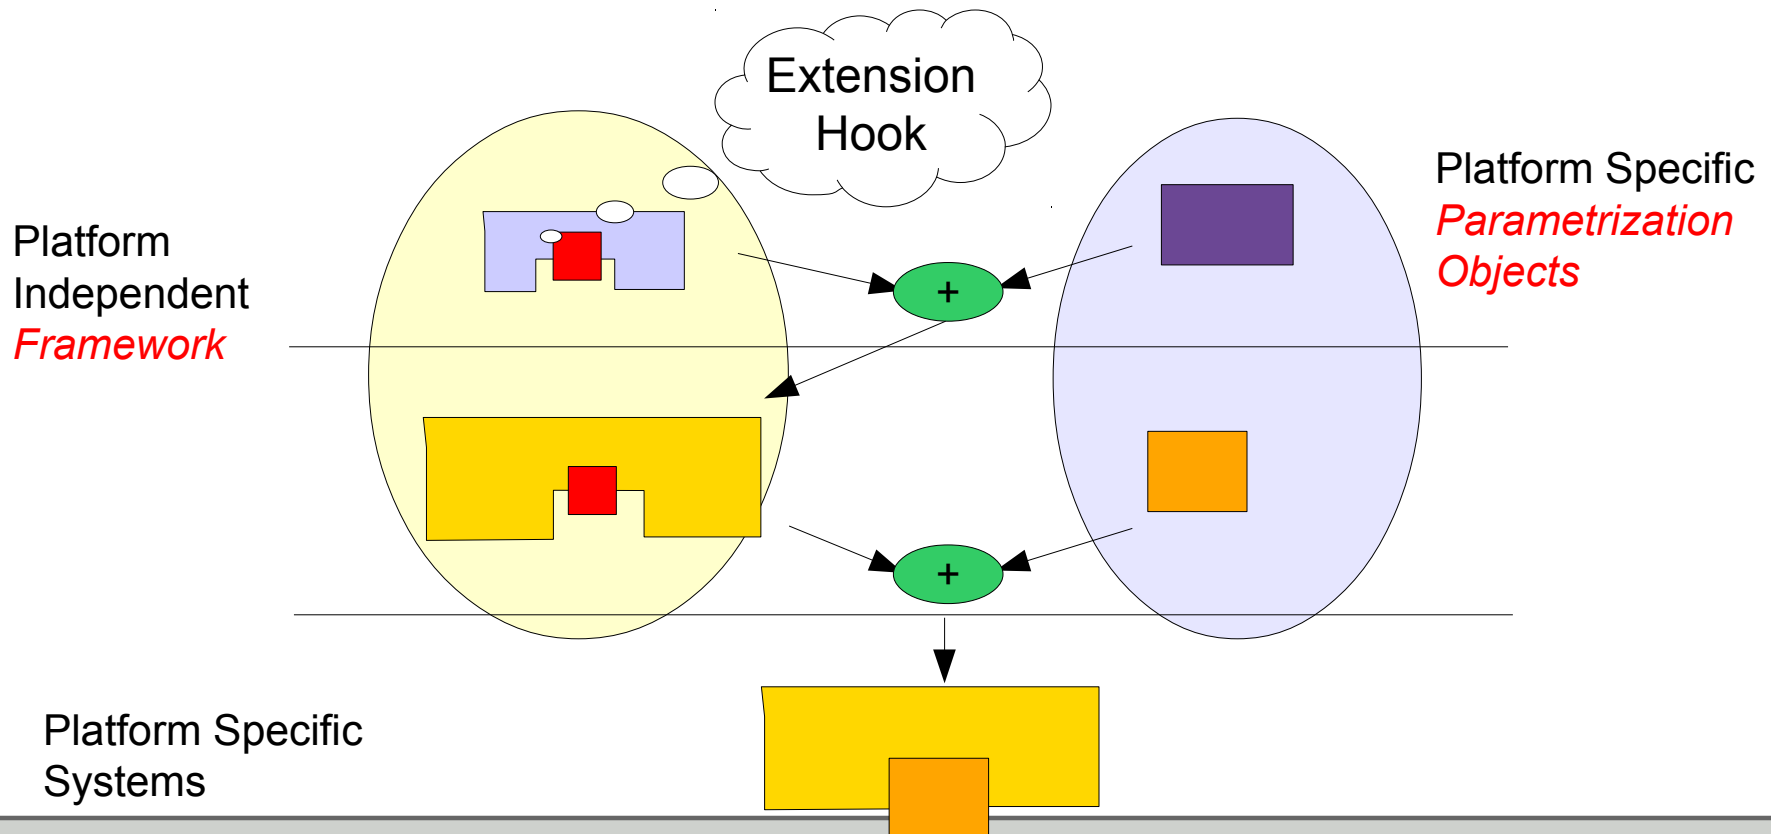 Extension
Hook
Platform Specific
Parametrization
Objects
Platform
Independent
Framework
+
+
Platform Specific
Systems